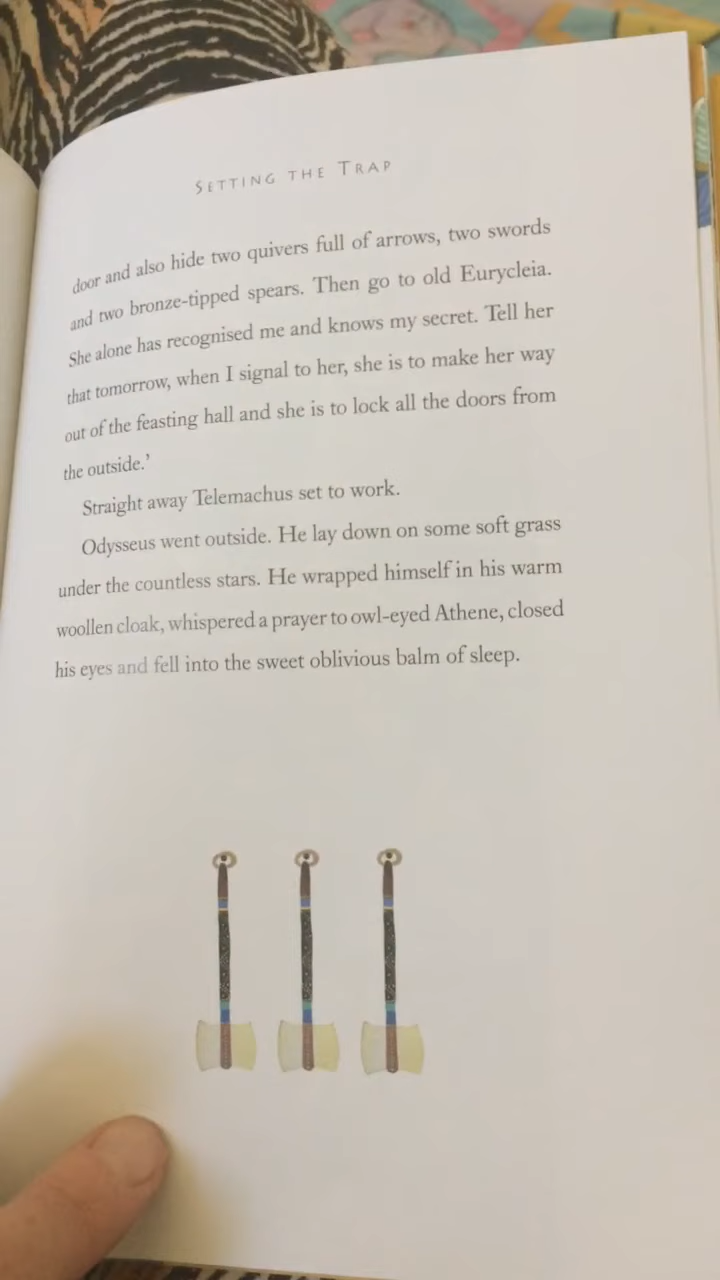 SETTING THE TRAP
door and also hide two quivers full of arrows, two swords
and two bronze-tipped spears. Then go to old Eurycleia.
She alone has recognised me and knows my secret. Tell her
that tomorrow, when I signal to her, she is to make her way
out of the feasting hall and she is to lock all the doors from
the outside.’
Straight away Telemachus set to work.
Odysseus went outside. He lay down on some soft grass
under the countless stars. He wrapped himself in his warm
woollen cloak, whispered a prayer to owl-eyed Athene, closed
his eyes and fell into the sweet oblivious balm of sleep.